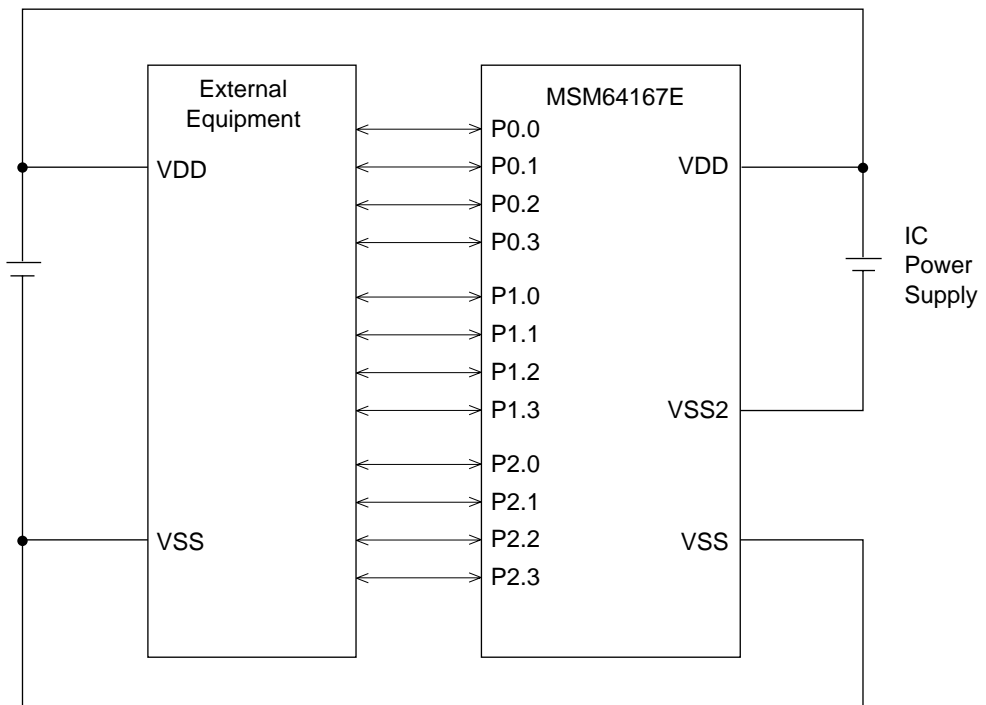 External
Equipment
VDD
VSS
MSM64167E
P0.0
P0.1
P0.2
P0.3
P1.0
P1.1
P1.2
P1.3
P2.0
P2.1
P2.2
P2.3
VDD
VSS2
VSS
IC
Power
Supply